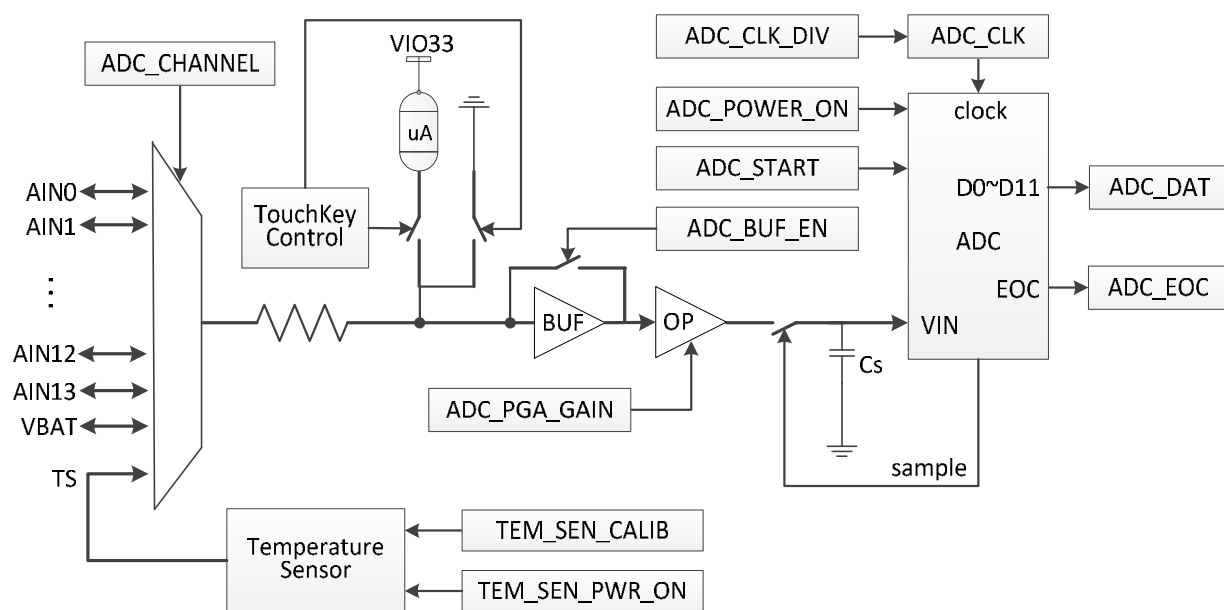 ADC_CHANNEL
VIO33
uA
ADC_CLK_DIV
ADC_CLK
ADC_POWER_ON
clock
ADC_START
AIN0
AIN1
⋮
TouchKey
Control
D0~D11
ADC_DAT
ADC_BUF_EN
ADC
EOC
ADC_EOC
BUF
OP
VIN
AIN12
AIN13
VBAT
TS
Cs
ADC_PGA_GAIN
sample
Temperature
Sensor
TEM_SEN_CALIB
TEM_SEN_PWR_ON